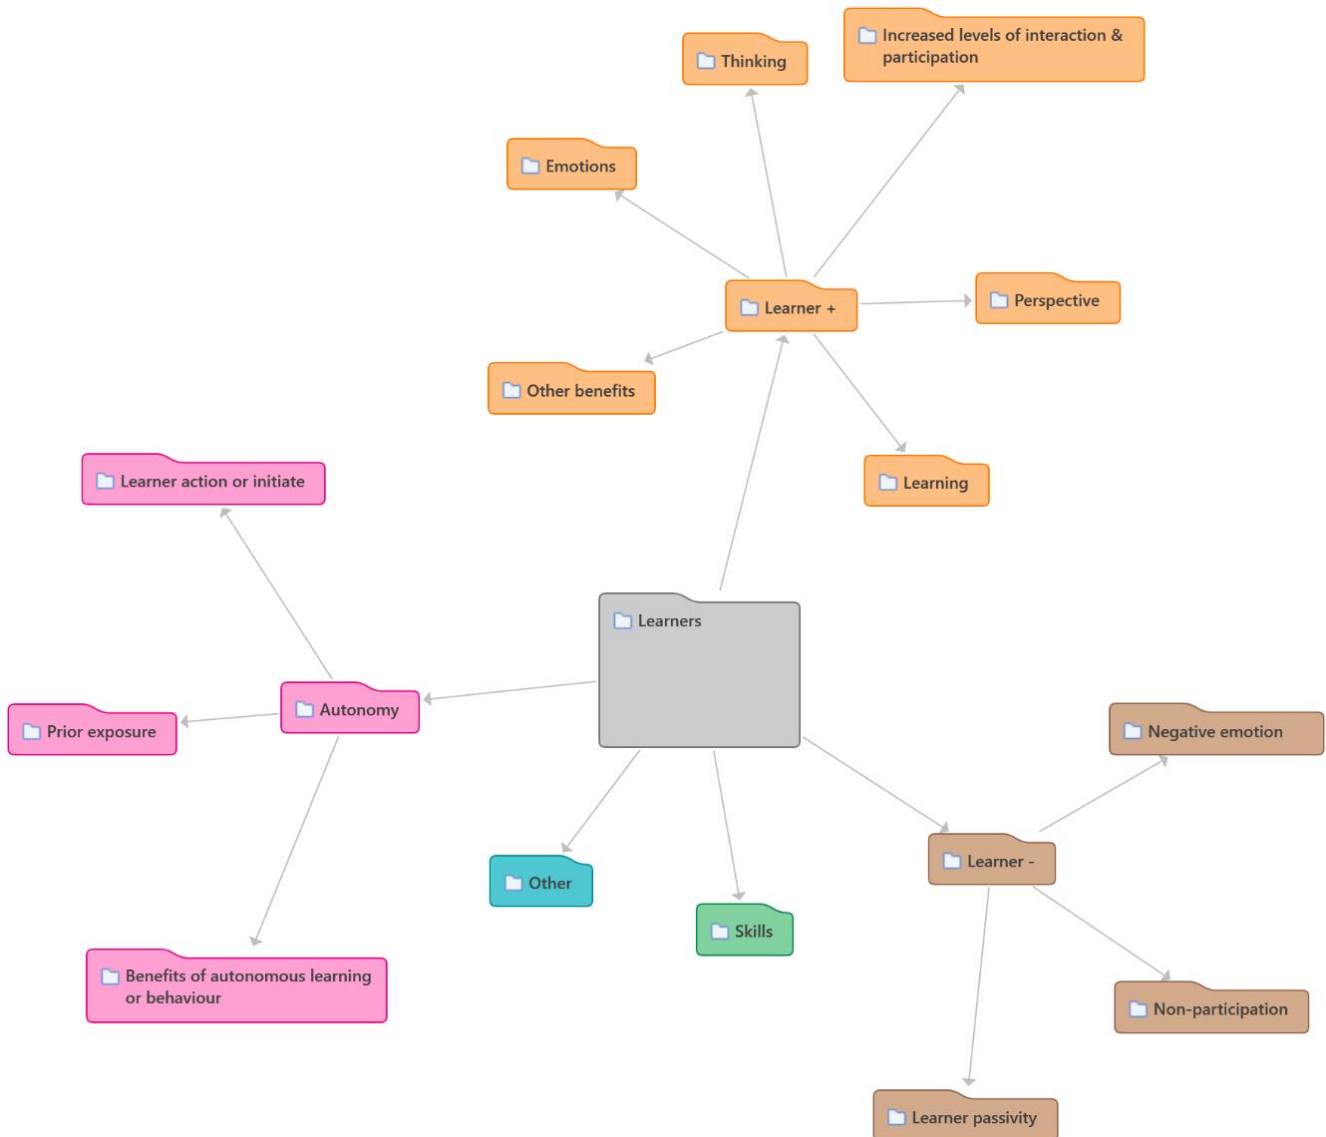 Increased levels of interaction &
participation
Thinking
Emotions
Learner +
Perspective
Other benefits
Learning
Learner action or initiate
Learners
Autonomy
Prior exposure
Negative emotion
Learner -
Other
Skills
Benefits of autonomous learning
or behaviour
Non-participation
Learner passivity